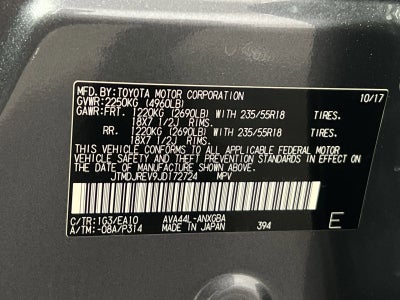 MFD.BY:TOYOTA MOTOR CORPORATION 10/17
GVWR:2250KG (4960LB)
GAWR:FRT. 1220KG (2690LB) WITH 235/55R18 TIRES.
18X7 1/2J RIMS.
RR. 1220KG (2690LB) WITH 235/55R18 TIRES.
18X7 1/2J RIMS.
THIS VEHICLE CONFORMS TO ALL APPLICABLE FEDERAL MOTOR
VEHICLE SAFETY AND BUMPER STANDARDS IN EFFECT ON THE
DATE OF MANUFACTURE SHOWN ABOVE.
JTMDJREV9JD172724 MPV
C/TR:1G3/EA10 AVA44L-ANXGBA
A/TM:-08A/P314 MADE IN JAPAN 394 E